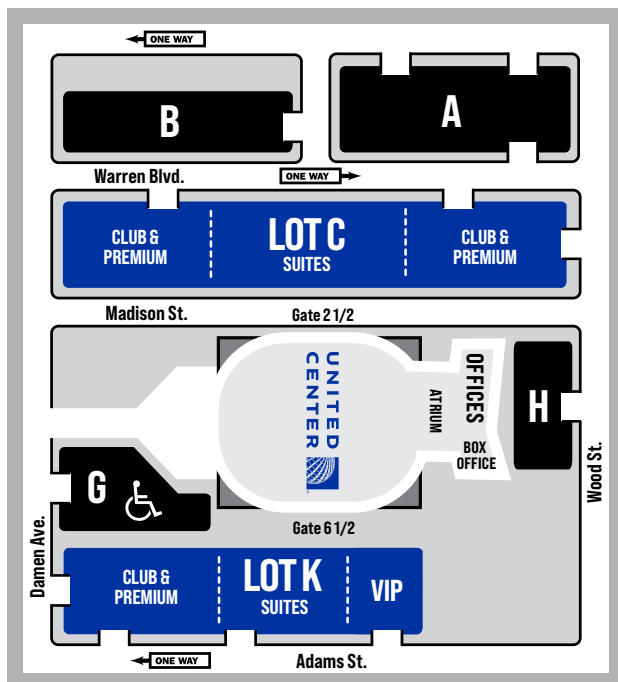 ONE WAY
B
A
Warren Blvd.
ONE WAY
CLUB &
PREMIUM
LOT C
SUITES
CLUB &
PREMIUM
Madison St.
Gate 2 1/2
UNITED
CENTER
ATRIUM
OFFICES
BOX
OFFICE
H
Wood St.
G
Gate 6 1/2
Damen Ave.
CLUB &
PREMIUM
LOT K
SUITES
VIP
ONE WAY
Adams St.